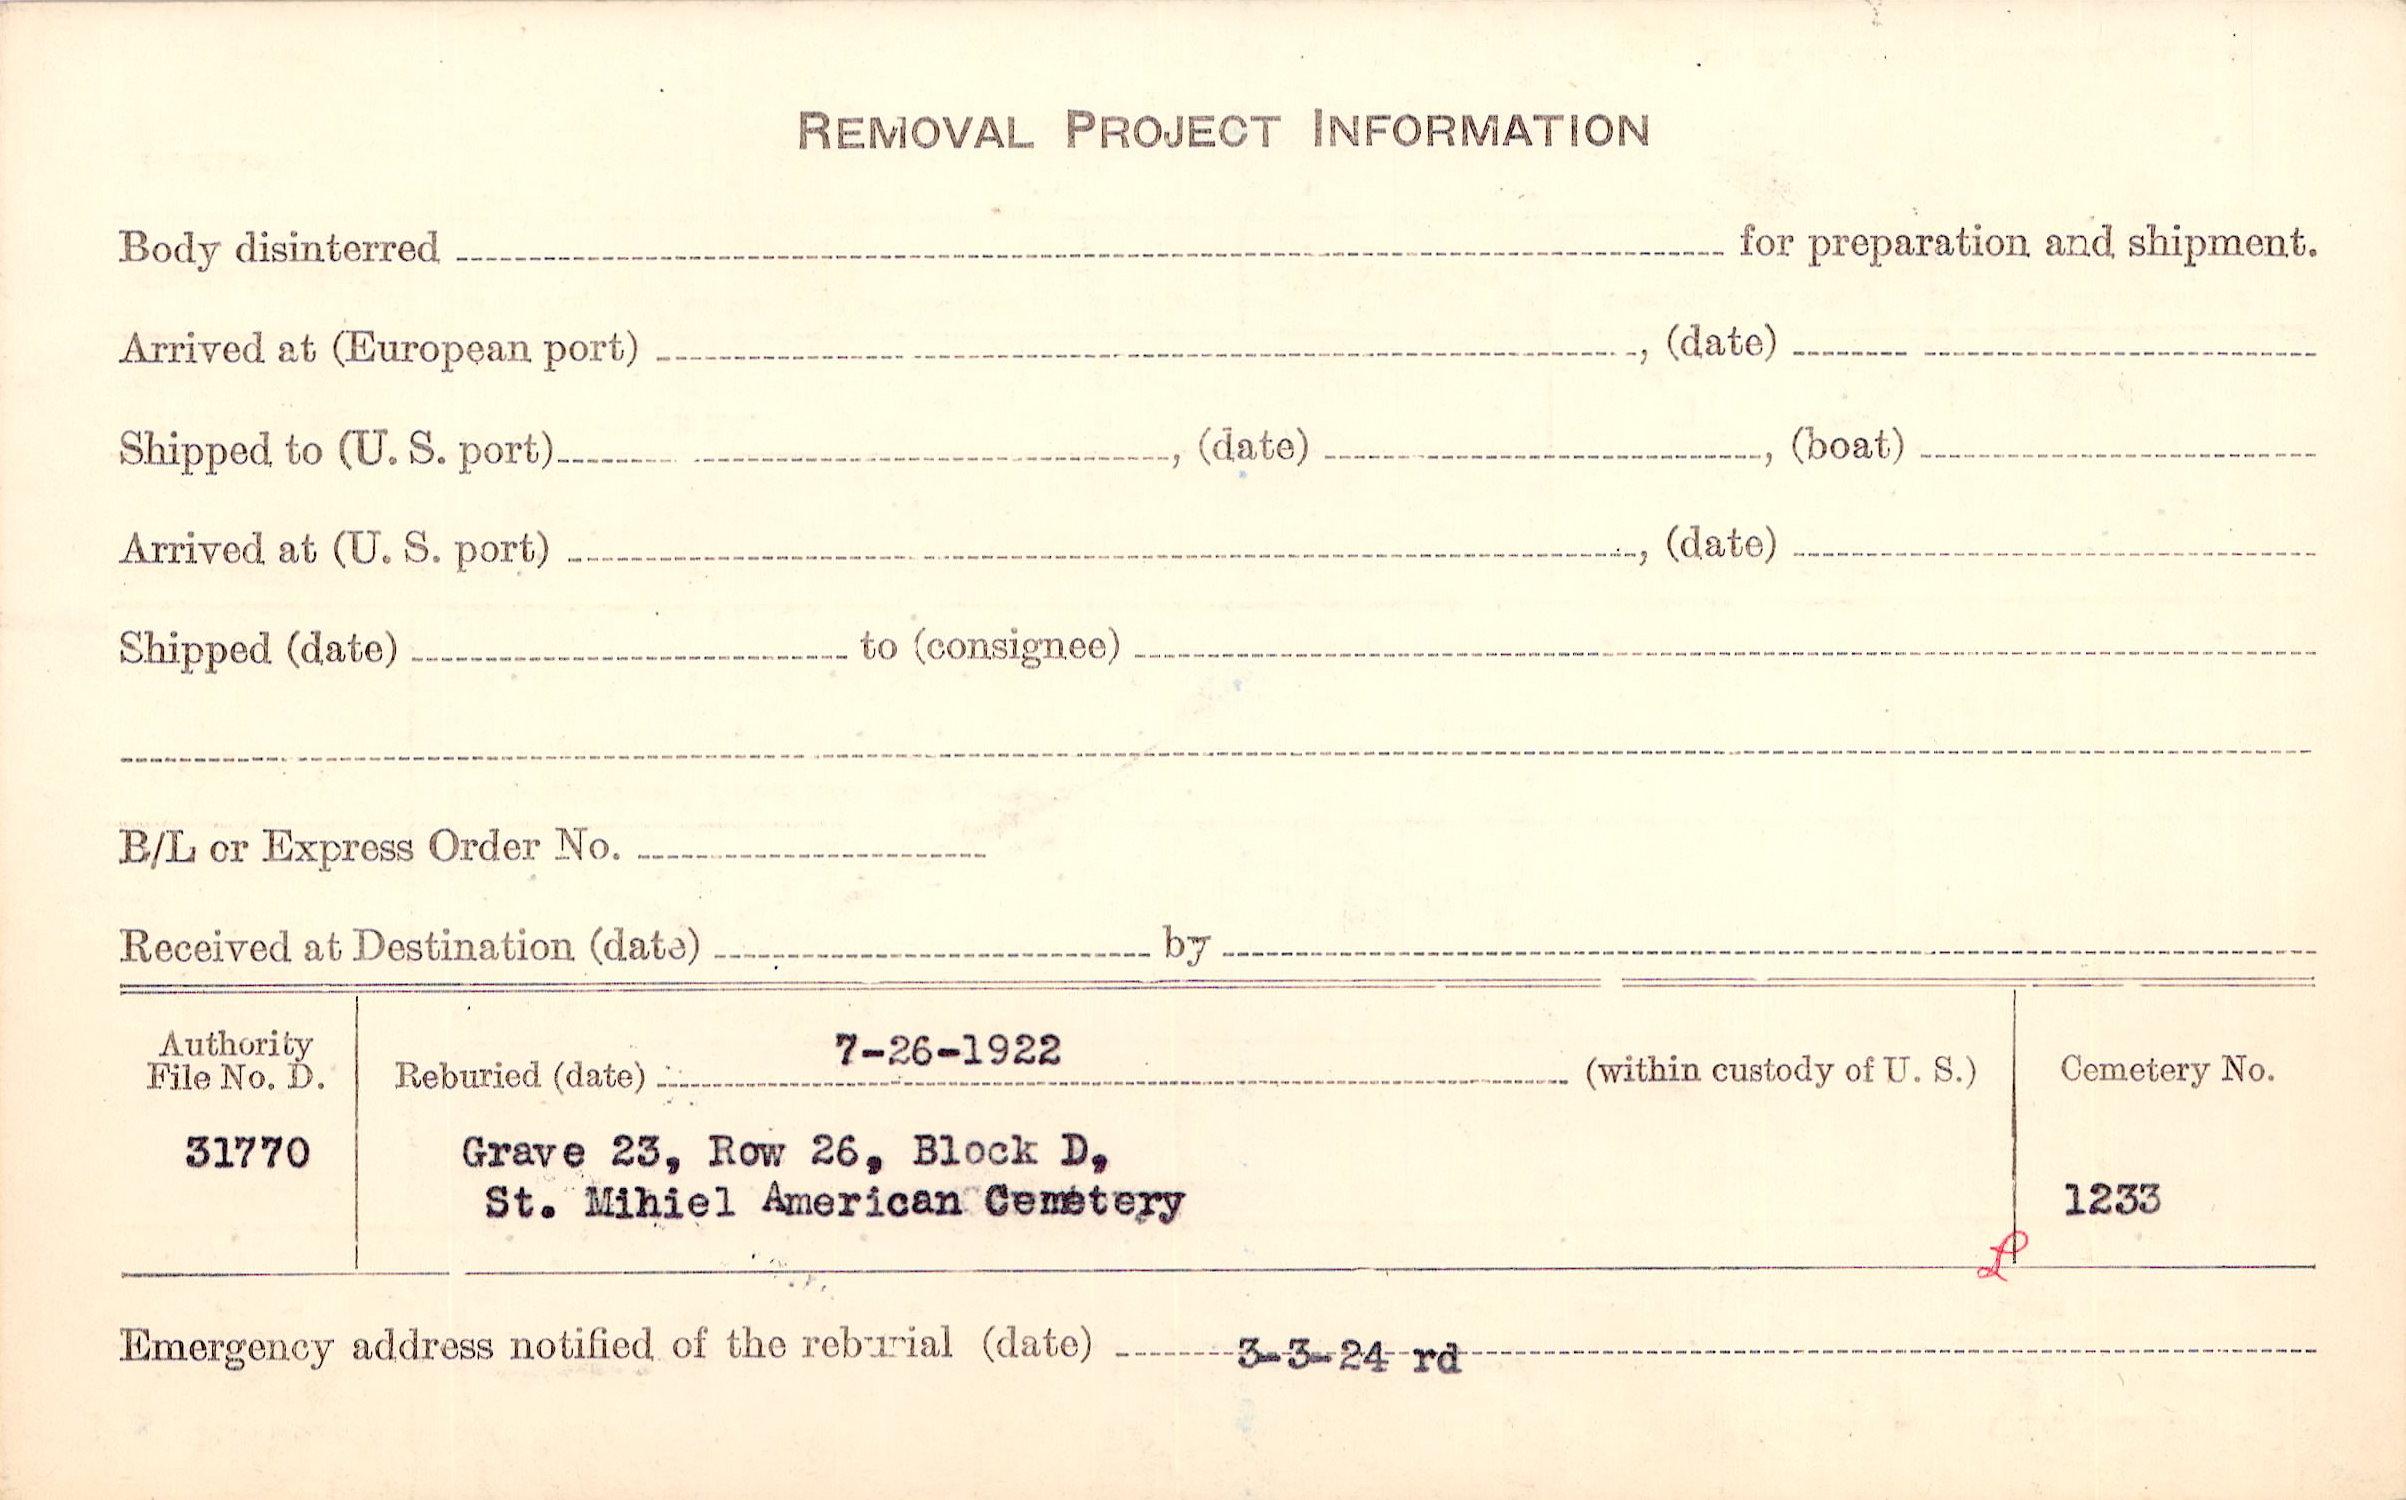 REMOVAL PROJECT INFORMATION
Body disinterred for preparation and shipment.
Arrived at (European port) , (date)
Shipped to (U. S. port) , (date) , (boat)
Arrived at (U. S. port) , (date)
Shipped (date) to (consignee)
B/L or Express Order No.
Received at Destination (date) by
Authority
File No. D.
31770
7-26-1922
Reburied (date) (within custody of U. S.)
Grave 23, Row 26, Block D,
St. Mihiel American Cemetery
Cemetery No.
1233
Emergency address notified of the reburial (date) 3-3-24 rd